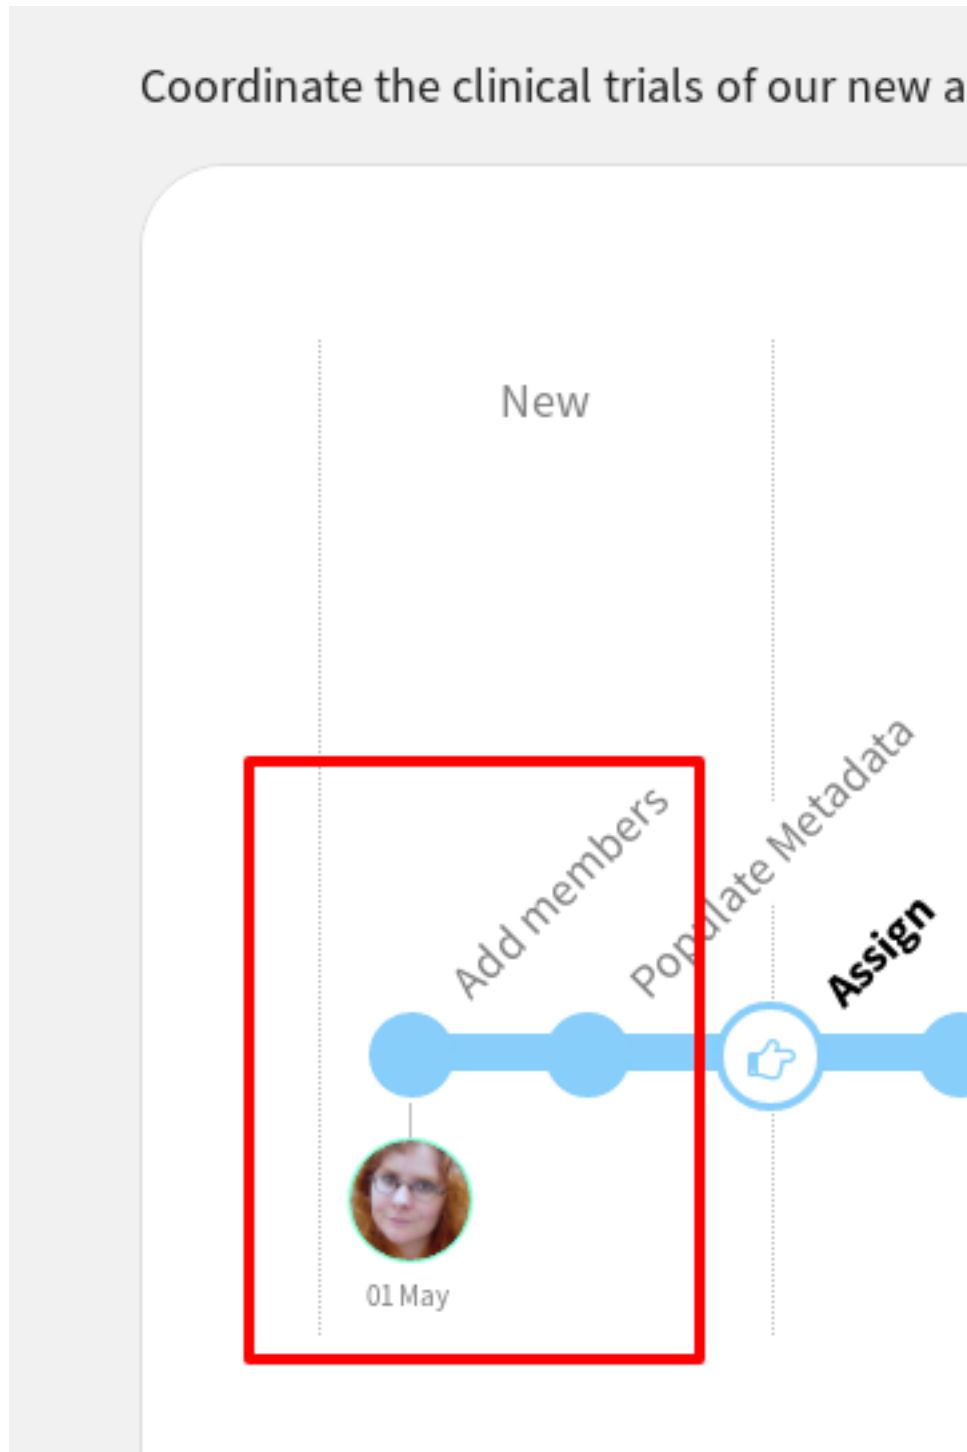 Coordinate the clinical trials of our new a
New
Add members
Populate Metadata
Assign
01 May